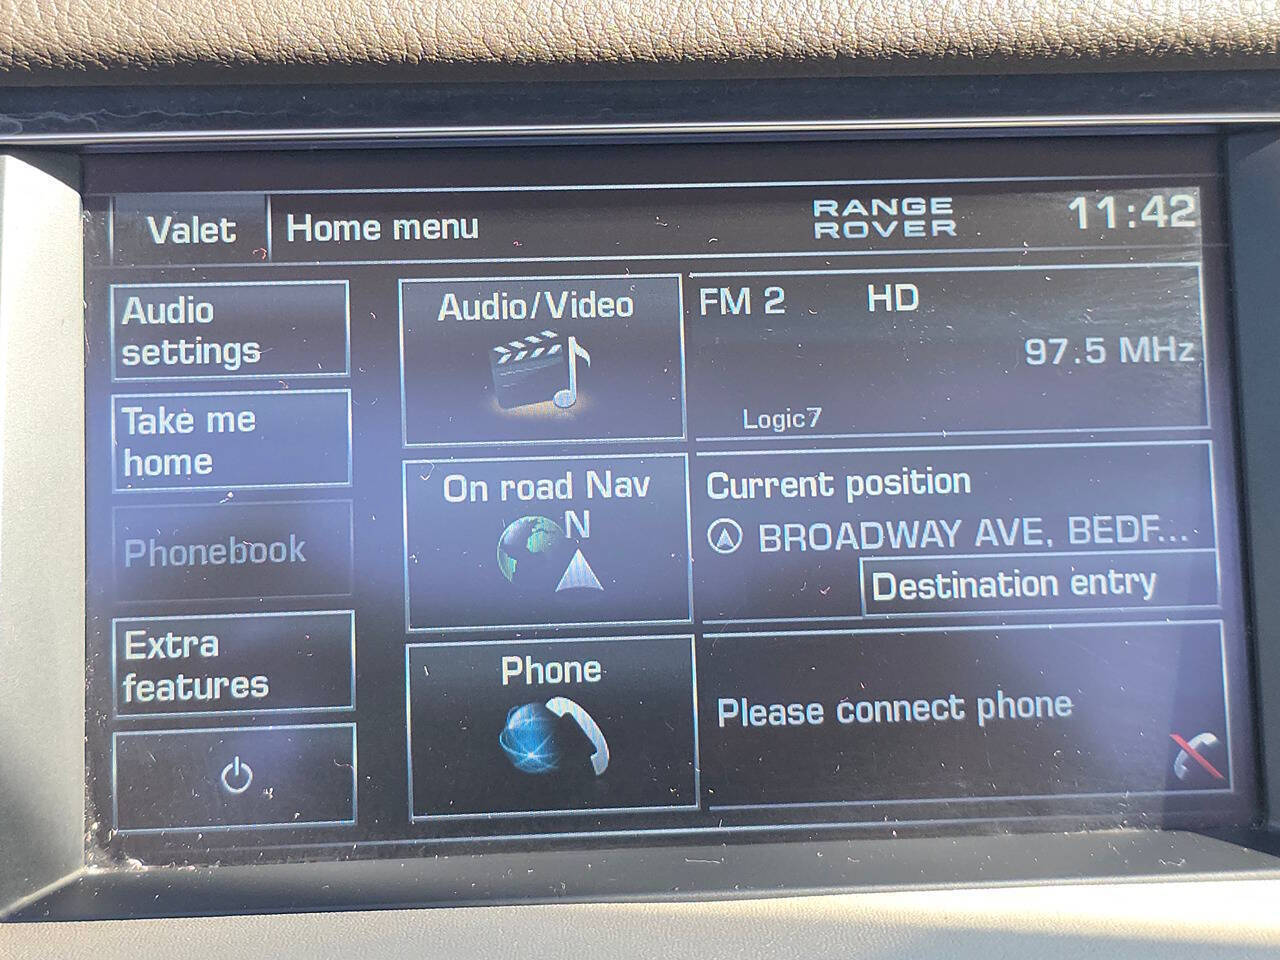 Valet
Home menu
RANGE
ROVER
11:42
Audio
settings
Take me
home
Phonebook
Extra
features
Audio/Video
FM 2
HD
97.5 MHz
Logic7
On road Nav
N
Current position
BROADWAY AVE, BEDF...
Destination entry
Phone
Please connect phone